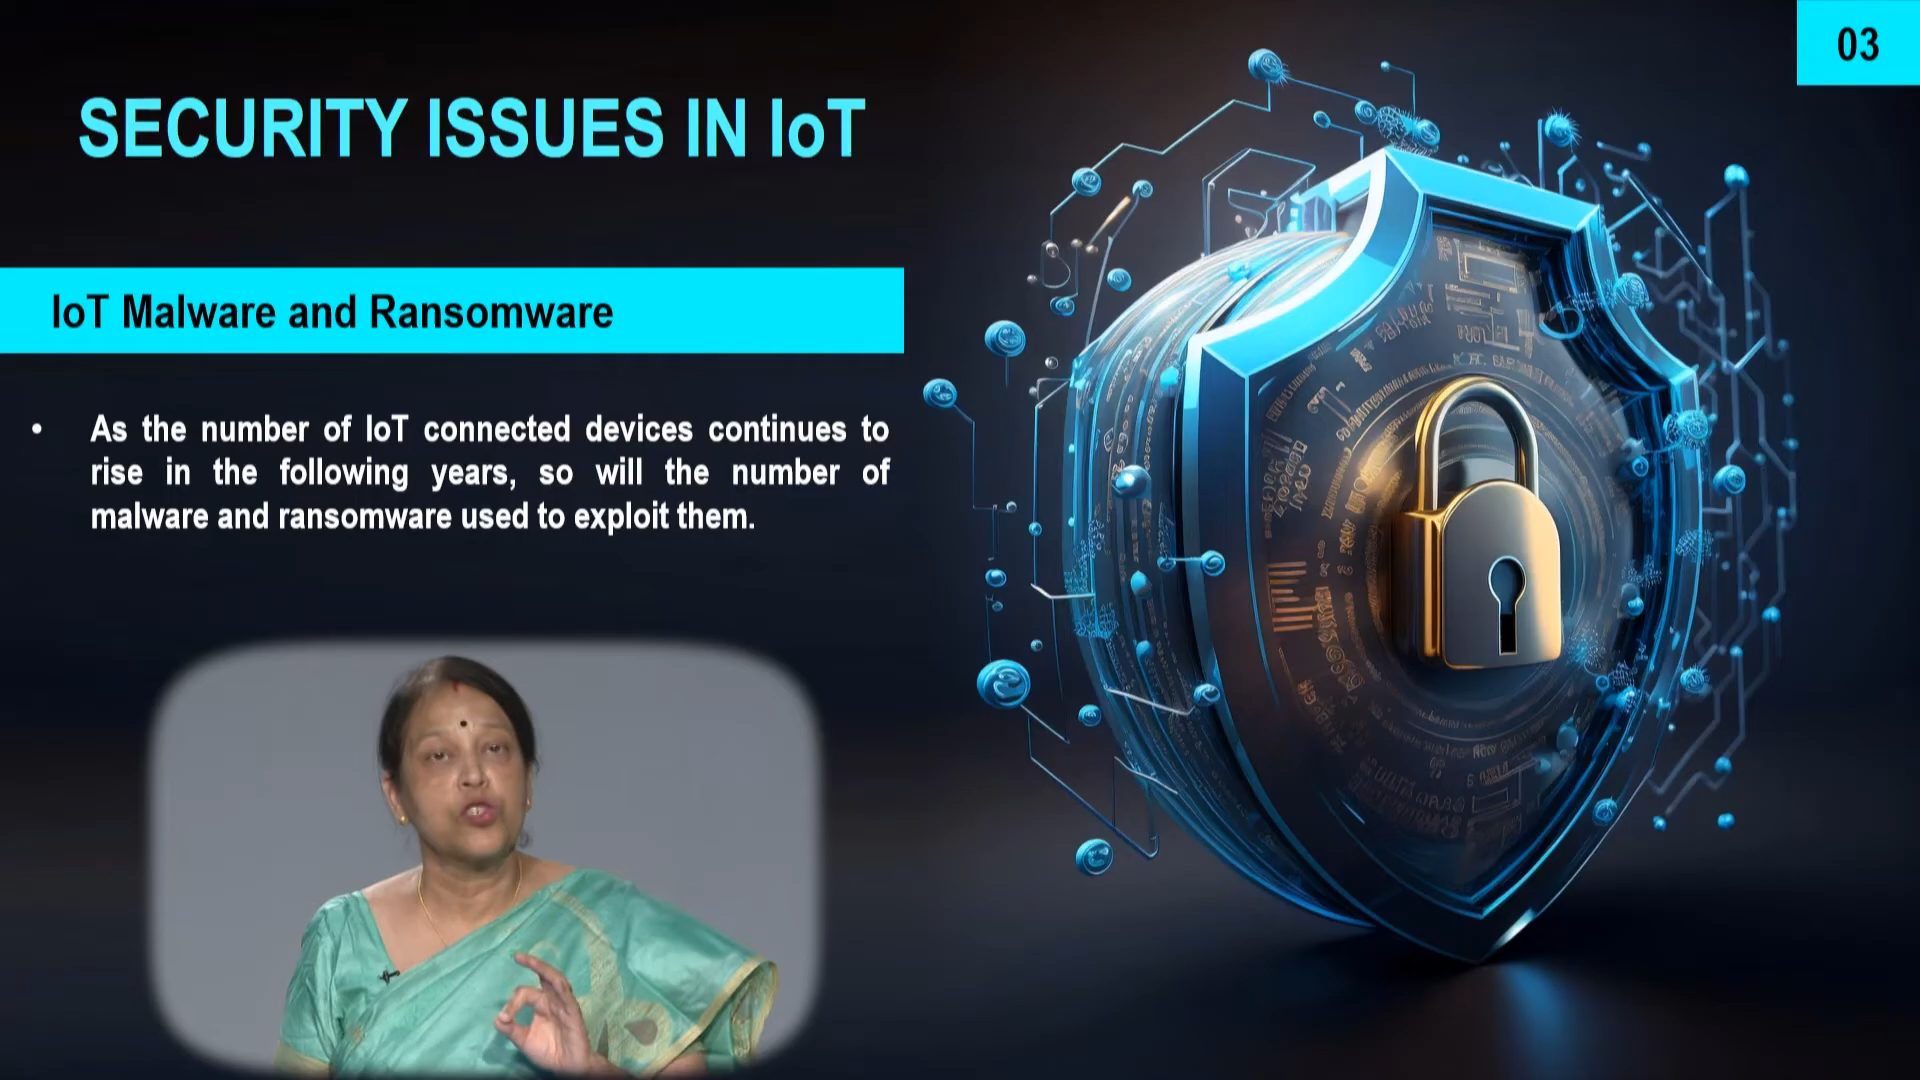 03
SECURITY ISSUES IN IoT
IoT Malware and Ransomware
• As the number of IoT connected devices continues to
rise in the following years, so will the number of
malware and ransomware used to exploit them.